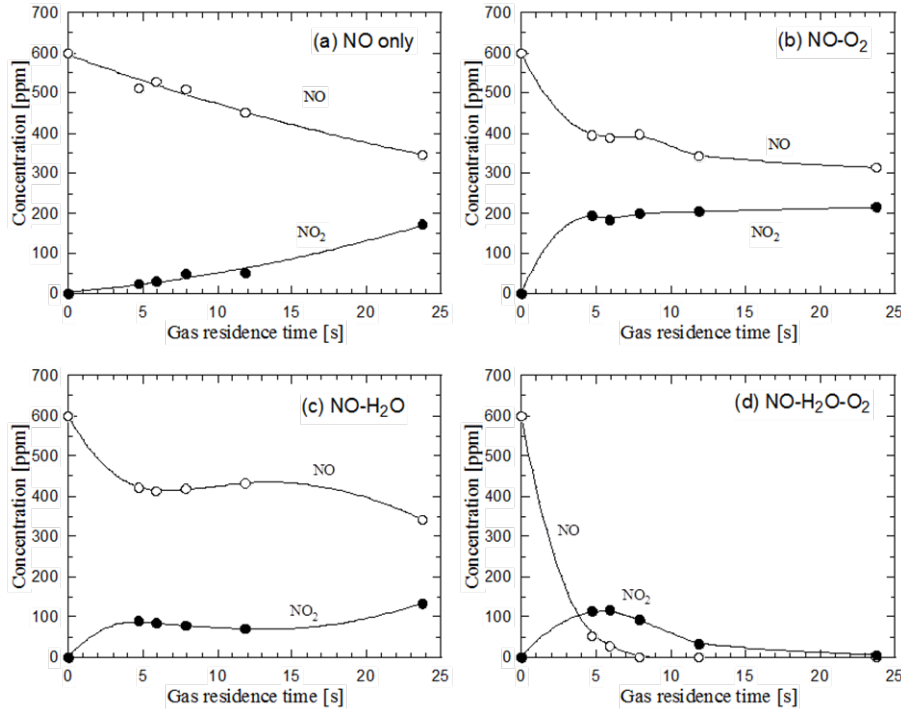 700
600
500
400
300
200
100
0
Concentration [ppm]
(a) NO only
NO
NO2
0 5 10 15 20 25
Gas residence time [s]
700
600
500
400
300
200
100
0
Concentration [ppm]
(b) NO-O2
NO
NO2
0 5 10 15 20 25
Gas residence time [s]
700
600
500
400
300
200
100
0
Concentration [ppm]
(c) NO-H2O
NO
NO2
0 5 10 15 20 25
Gas residence time [s]
700
600
500
400
300
200
100
0
Concentration [ppm]
(d) NO-H2O-O2
NO
NO2
0 5 10 15 20 25
Gas residence time [s]